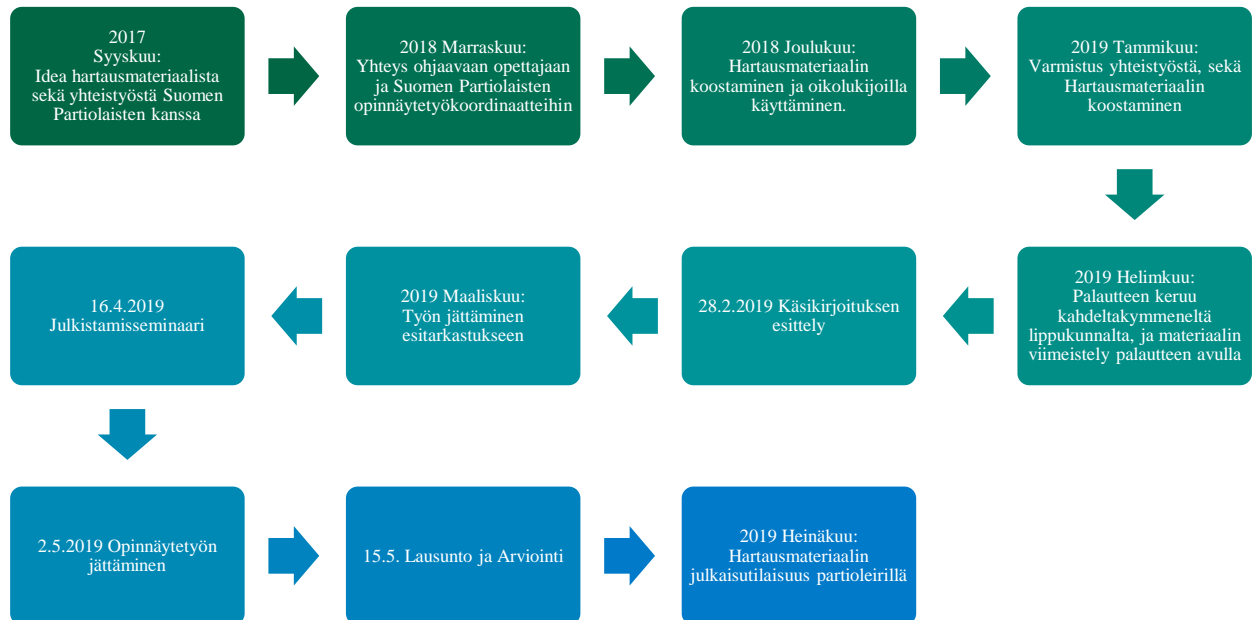 2017
Syyskuu:
Idea hartausmateriaalista
sekä yhteistyöstä Suomen
Partiolaisten kanssa
2018 Marraskuu:
Yhteys ohjaavaan opettajaan
ja Suomen Partiolaisten
opinnäytetyökoordinaatteihin
2018 Joulukuu:
Hartausmateriaalin
koostaminen ja oikolukijoilla
käyttäminen.
2019 Tammikuu:
Varmistus yhteistyöstä, sekä
Hartausmateriaalin
koostaminen
2019 Helimkuu:
Palautteen keruu
kahdeltakymmeneltä
lippukunnalta, ja materiaalin
viimeistely palautteen avulla
28.2.2019 Käsikirjoituksen
esittely
2019 Maaliskuu:
Työn jättäminen
esitarkastukseen
16.4.2019
Julkistamisseminaari
2.5.2019 Opinnäytetyön
jättäminen
15.5. Lausunto ja Arviointi
2019 Heinäkuu:
Hartausmateriaalin
julkaisutilaisuus partioleirillä